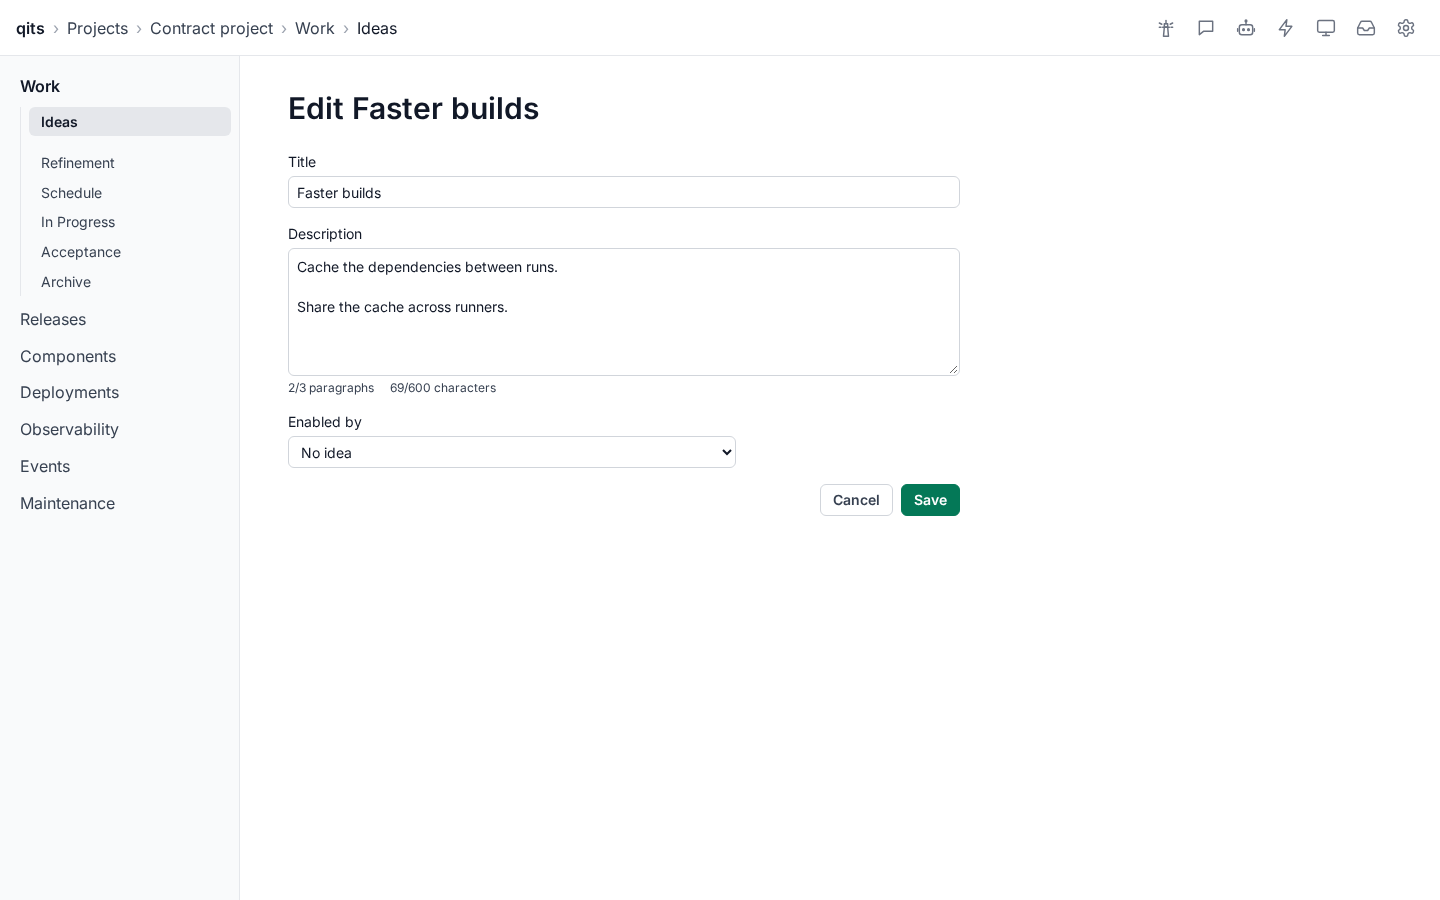 qits › Projects › Contract project › Work › Ideas
Work
Ideas
Refinement
Schedule
In Progress
Acceptance
Archive
Releases
Components
Deployments
Observability
Events
Maintenance
Edit Faster builds
Title
Faster builds
Description
Cache the dependencies between runs.
Share the cache across runners.
2/3 paragraphs 69/600 characters
Enabled by
No idea
Cancel Save